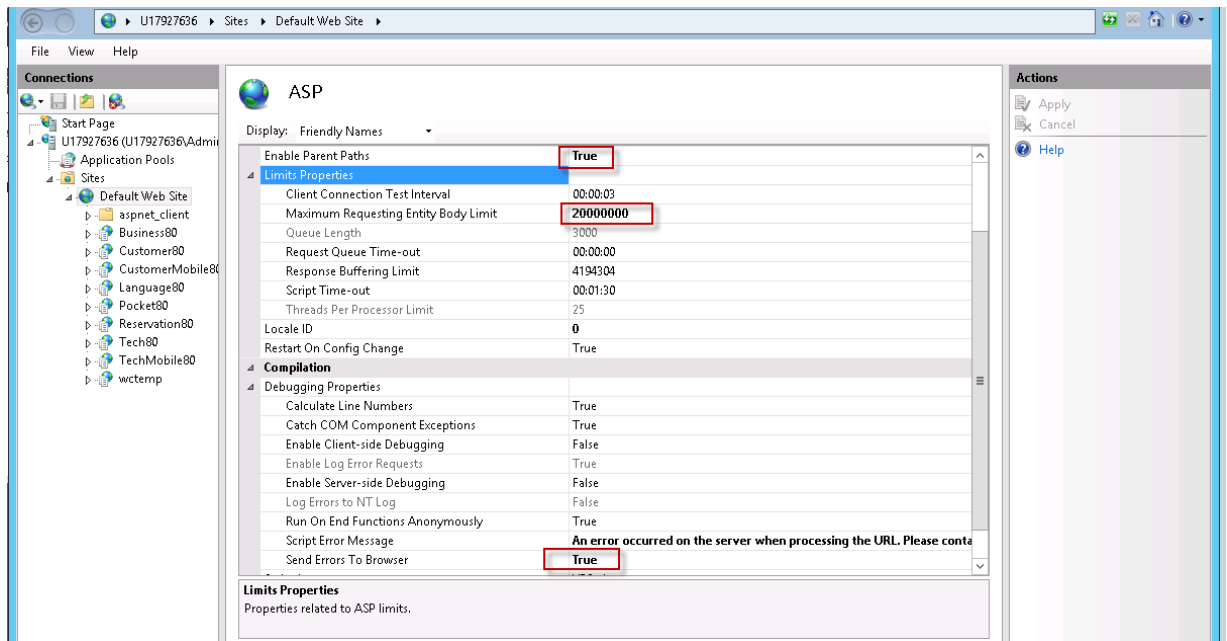 U17927636 Sites Default Web Site
File View Help
Connections
Start Page
U17927636 (U17927636\Admi
Application Pools
Sites
Default Web Site
aspnet_client
Business80
Customer80
CustomerMobile80
Language80
Pocket80
Reservation80
Tech80
TechMobile80
wctemp
ASP
Display: Friendly Names
Enable Parent Paths True
Limits Properties
Client Connection Test Interval 00:00:03
Maximum Requesting Entity Body Limit 20000000
Queue Length 3000
Request Queue Time-out 00:00:00
Response Buffering Limit 4194304
Script Time-out 00:01:30
Threads Per Processor Limit 25
Locale ID 0
Restart On Config Change True
Compilation
Debugging Properties
Calculate Line Numbers True
Catch COM Component Exceptions True
Enable Client-side Debugging False
Enable Log Error Requests True
Enable Server-side Debugging False
Log Errors to NT Log False
Run On End Functions Anonymously True
Script Error Message An error occurred on the server when processing the URL. Please conta
Send Errors To Browser True
Limits Properties
Properties related to ASP limits.
Actions
Apply
Cancel
Help